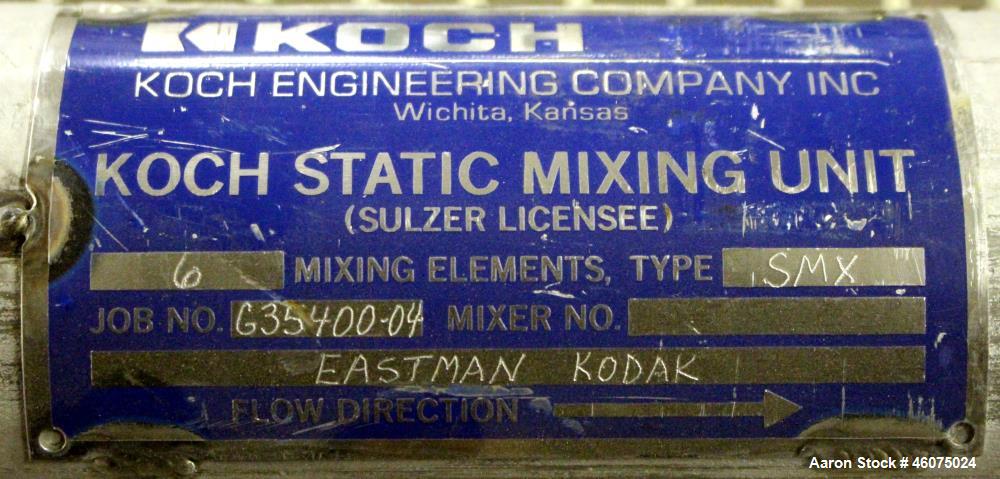 KOCH
KOCH ENGINEERING COMPANY INC
Wichita, Kansas
KOCH STATIC MIXING UNIT
(SULZER LICENSEE)
6 MIXING ELEMENTS, TYPE SMX
JOB NO. G35400-04 MIXER NO.
EASTMAN KODAK
FLOW DIRECTION
Aaron Stock # 46075024